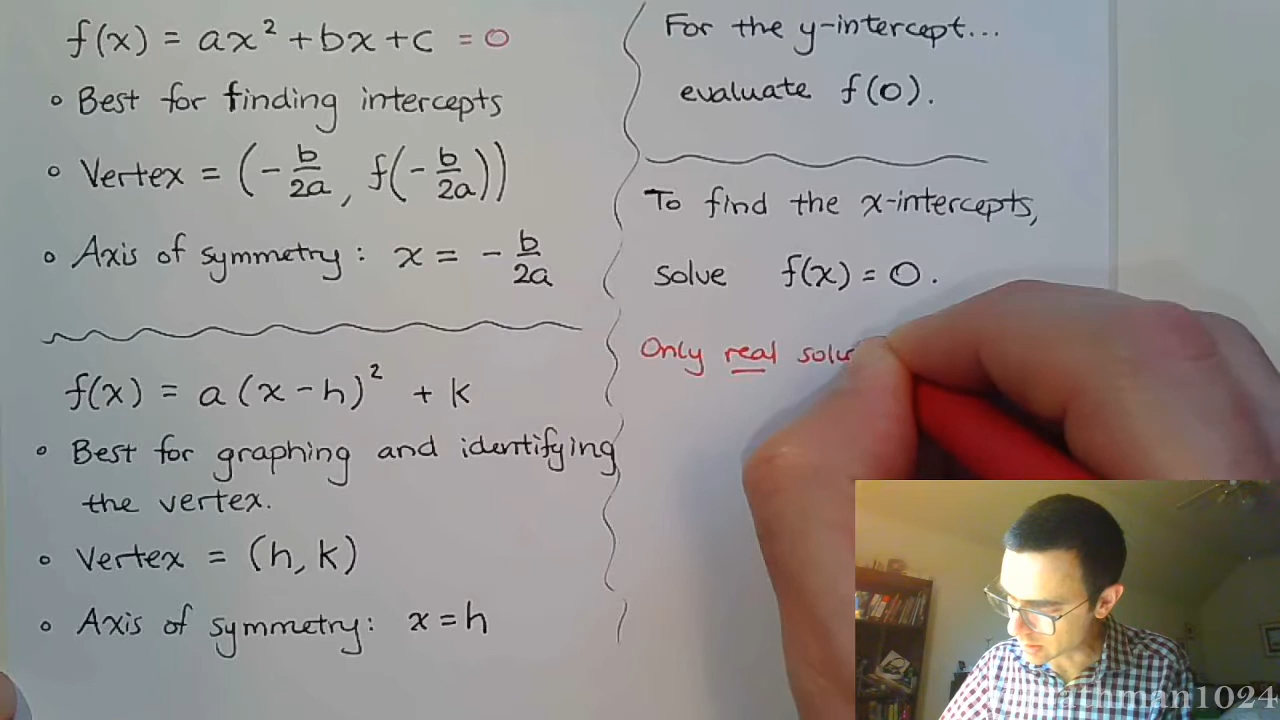 f(x) = ax² + bx + c = 0
• Best for finding intercepts
• Vertex = (-b/2a, f(-b/2a))
• Axis of symmetry: x = -b/2a
f(x) = a(x-h)² + k
• Best for graphing and identifying
the vertex.
• Vertex = (h, k)
• Axis of symmetry: x = h
For the y-intercept...
evaluate f(0).
To find the x-intercepts,
solve f(x) = 0.
Only real solu